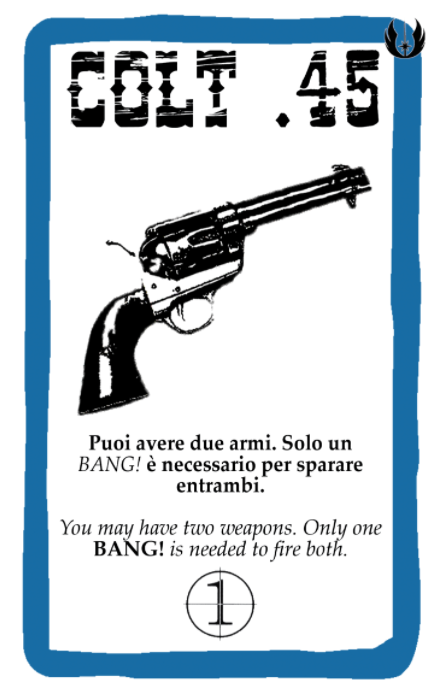 COLT .45
Puoi avere due armi. Solo un
BANG! è necessario per sparare
entrambi.
You may have two weapons. Only one
BANG! is needed to fire both.
1